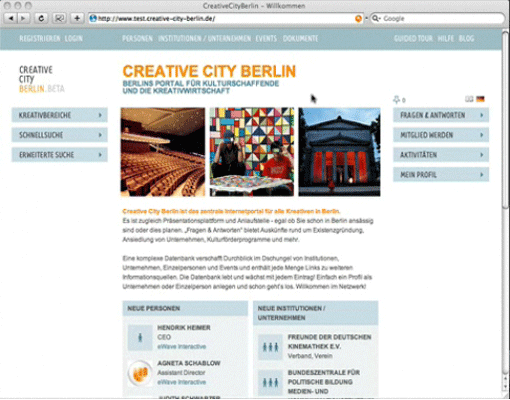 CreativeCityBerlin – Willkommen
http://www.test.creative-city-berlin.de/
Google
REGISTRIEREN LOGIN
PERSONEN INSTITUTIONEN / UNTERNEHMEN EVENTS DOKUMENTE
GUIDED TOUR HILFE BLOG
CREATIVE
CITY
BERLIN.BETA
CREATIVE CITY BERLIN
BERLINS PORTAL FÜR KULTURSCHAFFENDE
UND DIE KREATIVWIRTSCHAFT
0
KREATIVBEREICHE
SCHNELLSUCHE
ERWEITERTE SUCHE
FRAGEN & ANTWORTEN
MITGLIED WERDEN
AKTIVITÄTEN
MEIN PROFIL
Creative City Berlin ist das zentrale Internetportal für alle Kreativen in Berlin.
Es ist zugleich Präsentationsplattform und Anlaufstelle - egal ob Sie schon in Berlin ansässig
sind oder dies planen. „Fragen & Antworten" bietet Auskünfte rund um Existenzgründung,
Ansiedlung von Unternehmen, Kulturförderprogramme und mehr.
Eine komplexe Datenbank verschafft Durchblick im Dschungel von Institutionen,
Unternehmen, Einzelpersonen und Events und enthält jede Menge Links zu weiteren
Informationsquellen. Die Datenbank lebt und wächst mit jedem Eintrag! Einfach ein Profil als
Unternehmen oder Einzelperson anlegen und schon geht's los. Willkommen im Netzwerk!
NEUE PERSONEN
HENDRIK HEIMER
CEO
eWave Interactive
AGNETA SCHABLOW
Assistant Director
eWave Interactive
JUDITH SCHWARTER
NEUE INSTITUTIONEN /
UNTERNEHMEN
FREUNDE DER DEUTSCHEN
KINEMATHEK E.V.
Verband, Verein
BUNDESZENTRALE FÜR
POLITISCHE BILDUNG
MEDIEN- UND